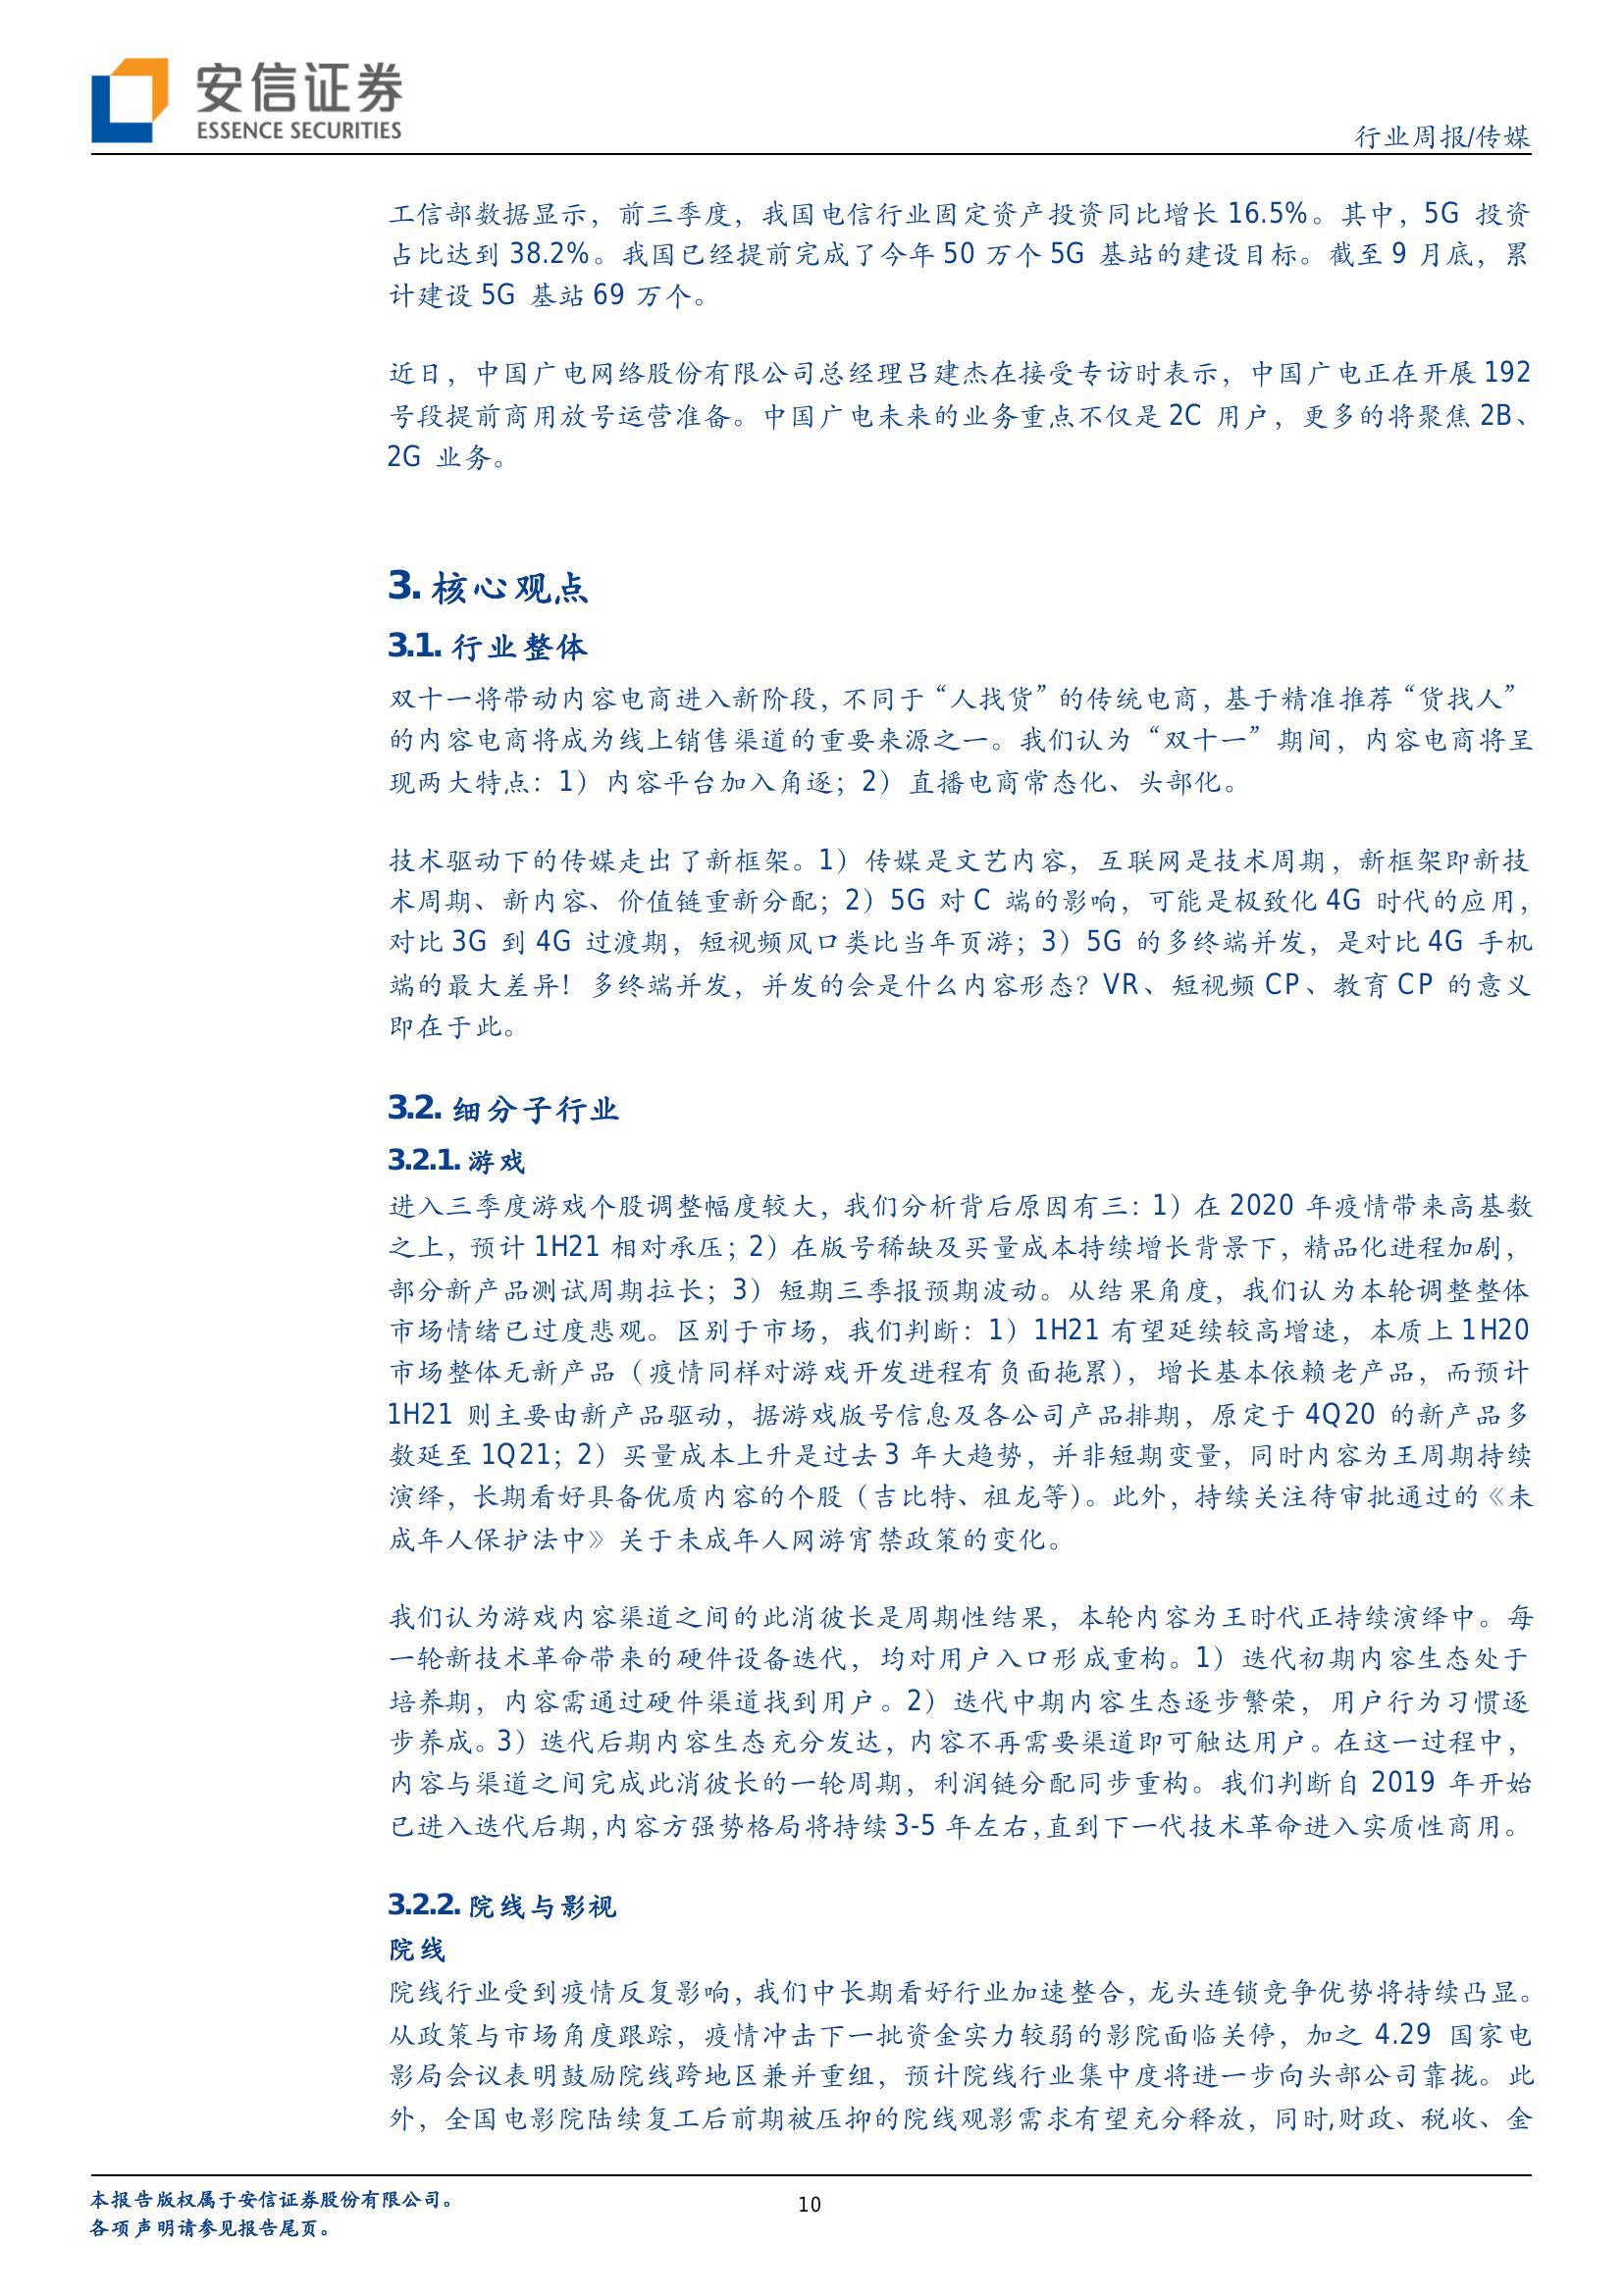 安信证券
ESSENCE SECURITIES
行业周报/传媒
工信部数据显示，前三季度，我国电信行业固定资产投资同比增长 16.5%。其中，5G 投资
占比达到 38.2%。我国已经提前完成了今年 50 万个 5G 基站的建设目标。截至 9 月底，累
计建设 5G 基站 69 万个。
近日，中国广电网络股份有限公司总经理吕建杰在接受专访时表示，中国广电正在开展 192
号段提前商用放号运营准备。中国广电未来的业务重点不仅是 2C 用户，更多的将聚焦 2B、
2G 业务。
3. 核心观点
3.1. 行业整体
双十一将带动内容电商进入新阶段，不同于“人找货”的传统电商，基于精准推荐“货找人”
的内容电商将成为线上销售渠道的重要来源之一。我们认为“双十一”期间，内容电商将呈
现两大特点：1）内容平台加入角逐；2）直播电商常态化、头部化。
技术驱动下的传媒走出了新框架。1）传媒是文艺内容，互联网是技术周期，新框架即新技
术周期、新内容、价值链重新分配；2）5G 对 C 端的影响，可能是极致化 4G 时代的应用，
对比 3G 到 4G 过渡期，短视频风口类比当年页游；3）5G 的多终端并发，是对比 4G 手机
端的最大差异！多终端并发，并发的会是什么内容形态？VR、短视频 CP、教育 CP 的意义
即在于此。
3.2. 细分子行业
3.2.1. 游戏
进入三季度游戏个股调整幅度较大，我们分析背后原因有三：1）在 2020 年疫情带来高基数
之上，预计 1H21 相对承压；2）在版号稀缺及买量成本持续增长背景下，精品化进程加剧，
部分新产品测试周期拉长；3）短期三季报预期波动。从结果角度，我们认为本轮调整整体
市场情绪已过度悲观。区别于市场，我们判断：1）1H21 有望延续较高增速，本质上 1H20
市场整体无新产品（疫情同样对游戏开发进程有负面拖累），增长基本依赖老产品，而预计
1H21 则主要由新产品驱动，据游戏版号信息及各公司产品排期，原定于 4Q20 的新产品多
数延至 1Q21；2）买量成本上升是过去 3 年大趋势，并非短期变量，同时内容为王周期持续
演绎，长期看好具备优质内容的个股（吉比特、祖龙等）。此外，持续关注待审批通过的《未
成年人保护法中》关于未成年人网游宵禁政策的变化。
我们认为游戏内容渠道之间的此消彼长是周期性结果，本轮内容为王时代正持续演绎中。每
一轮新技术革命带来的硬件设备迭代，均对用户入口形成重构。1）迭代初期内容生态处于
培养期，内容需通过硬件渠道找到用户。2）迭代中期内容生态逐步繁荣，用户行为习惯逐
步养成。3）迭代后期内容生态充分发达，内容不再需要渠道即可触达用户。在这一过程中，
内容与渠道之间完成此消彼长的一轮周期，利润链分配同步重构。我们判断自 2019 年开始
已进入迭代后期，内容方强势格局将持续 3-5 年左右，直到下一代技术革命进入实质性商用。
3.2.2. 院线与影视
院线
院线行业受到疫情反复影响，我们中长期看好行业加速整合，龙头连锁竞争优势将持续凸显。
从政策与市场角度跟踪，疫情冲击下一批资金实力较弱的影院面临关停，加之 4.29 国家电
影局会议表明鼓励院线跨地区兼并重组，预计院线行业集中度将进一步向头部公司靠拢。此
外，全国电影院陆续复工后前期被压抑的院线观影需求有望充分释放，同时,财政、税收、金
本报告版权属于安信证券股份有限公司。
10
各项声明请参见报告尾页。